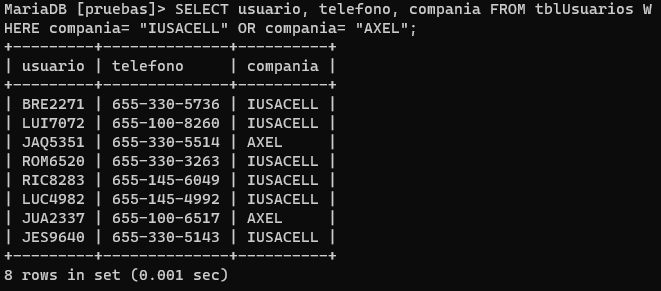 MariaDB [pruebas]> SELECT usuario, telefono, compania FROM tblUsuarios W
HERE compania= "IUSACELL" OR compania= "AXEL";
+---------+--------------+----------+
| usuario | telefono     | compania |
+---------+--------------+----------+
| BRE2271 | 655-330-5736 | IUSACELL |
| LUI7072 | 655-100-8260 | IUSACELL |
| JAQ5351 | 655-330-5514 | AXEL     |
| ROM6520 | 655-330-3263 | IUSACELL |
| RIC8283 | 655-145-6049 | IUSACELL |
| LUC4982 | 655-145-4992 | IUSACELL |
| JUA2337 | 655-100-6517 | AXEL     |
| JES9640 | 655-330-5143 | IUSACELL |
+---------+--------------+----------+
8 rows in set (0.001 sec)